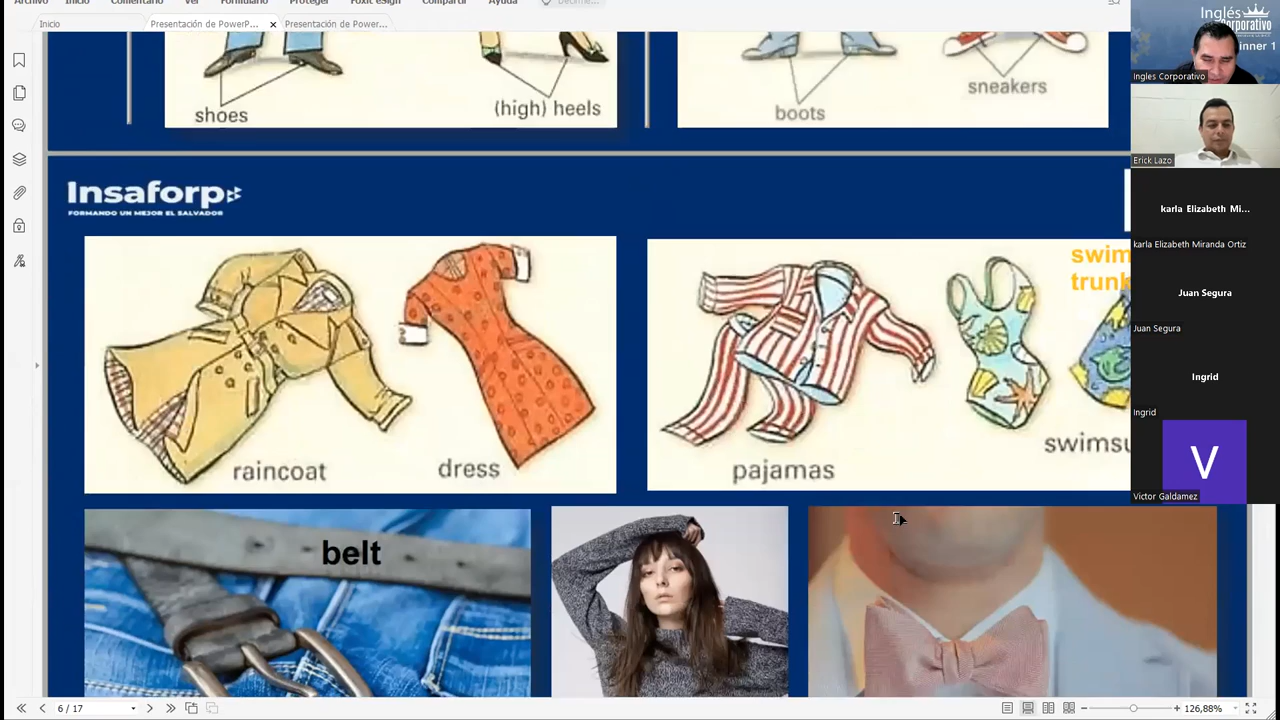 Archivo Inicio Comentario Ver Formulario Proteger Foxit eSign Compartir Ayuda
Inicio Presentación de PowerP... × Presentación de Power...
Inglés
Corporativo
Ingles Corporativo
shoes
(high) heels
boots
sneakers
Erick Lazo
Insaforp
FORMANDO UN MEJOR EL SALVADOR
karla Elizabeth Mi...
karla Elizabeth Miranda Ortiz
swim
trunk
Juan Segura
Juan Segura
Ingrid
Ingrid
raincoat
dress
pajamas
swimsu
V
Victor Galdamez
belt
6 / 17
126,88%